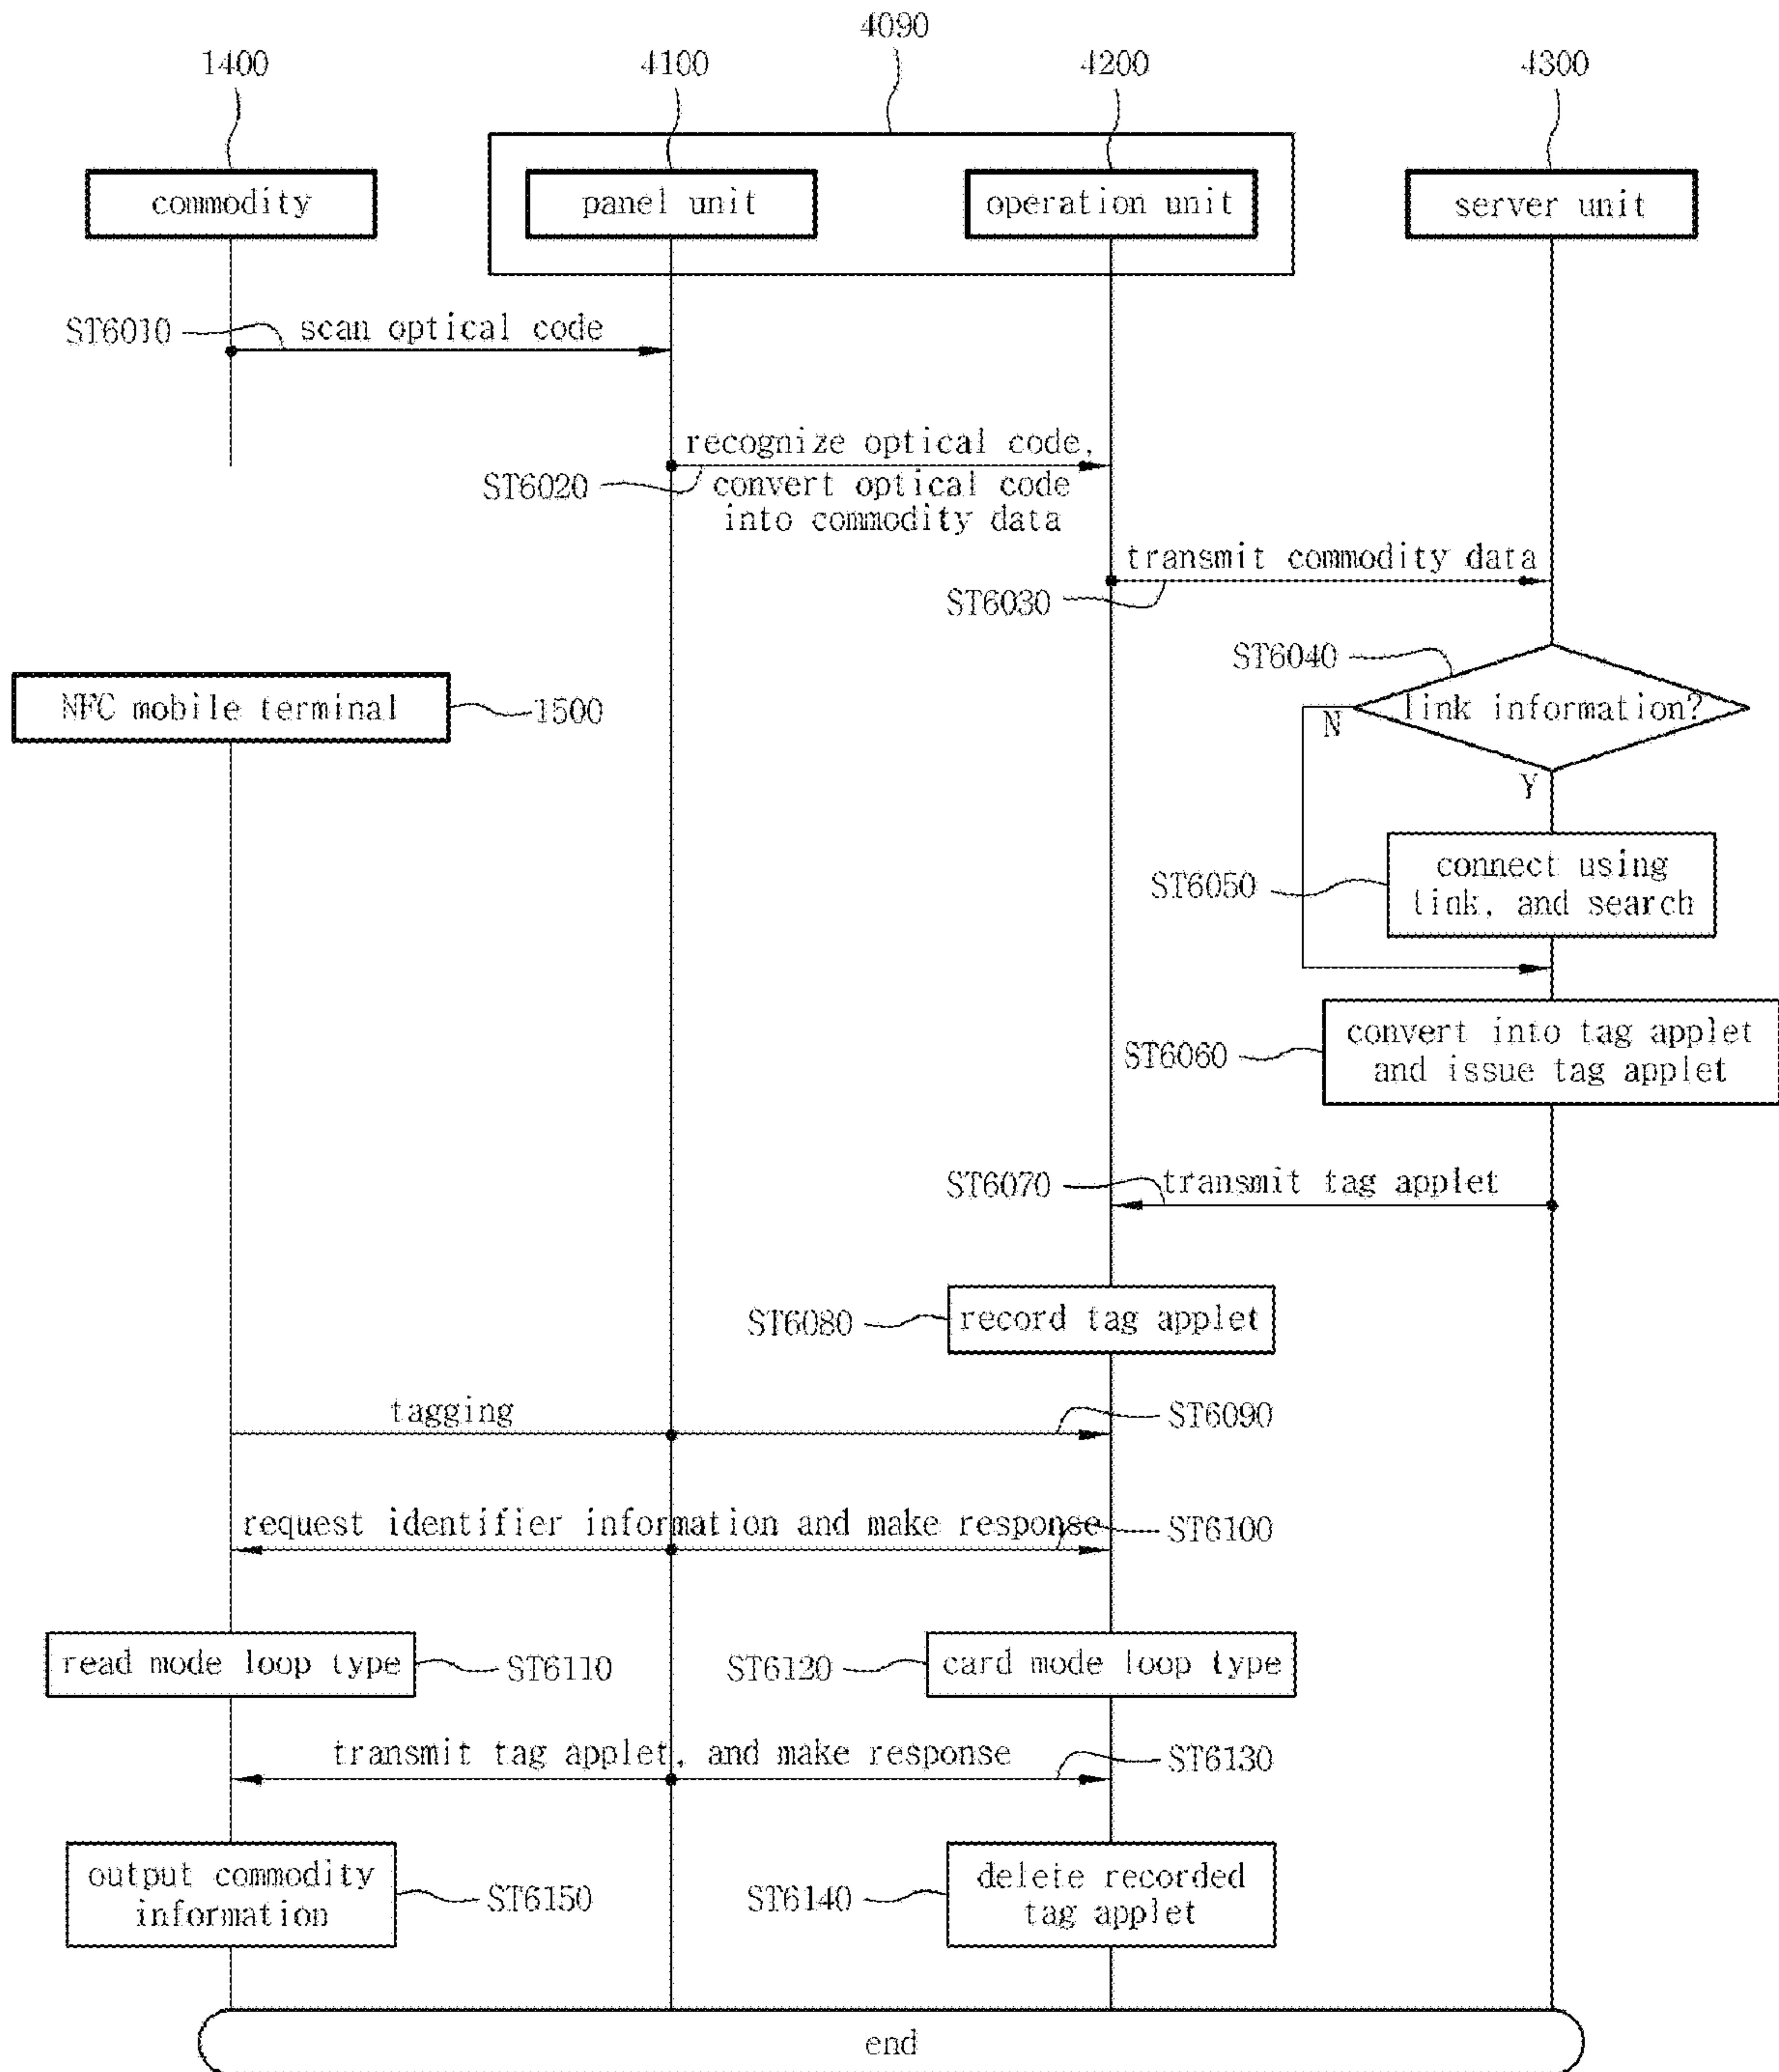 4090
1400
4100
4200
4300
commodity
panel unit
operation unit
server unit
ST6010
scan optical code
recognize optical code,
ST6020
convert optical code
into commodity data
transmit commodity data
ST6030
ST6040
NFC mobile terminal
1500
link information?
N
Y
ST6050
connect using
link, and search
ST6060
convert into tag applet
and issue tag applet
ST6070
transmit tag applet
ST6080
record tag applet
tagging
ST6090
request identifier information and make response
ST6100
read mode loop type
ST6110
ST6120
card mode loop type
transmit tag applet, and make response
ST6130
output commodity
information
ST6150
ST6140
delete recorded
tag applet
end